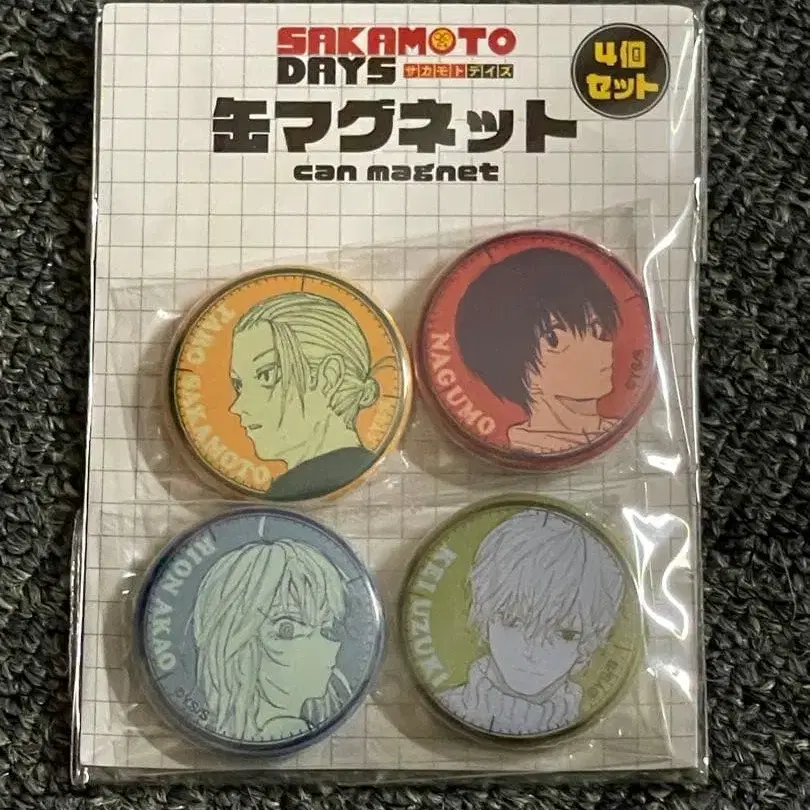 SAKAMOTO
DAYS サカモトデイズ
4個
セット
缶マグネット
can magnet
TARO SAKAMOTO
NAGUMO
RION AKAO
©KS/S
KEI UZUKI